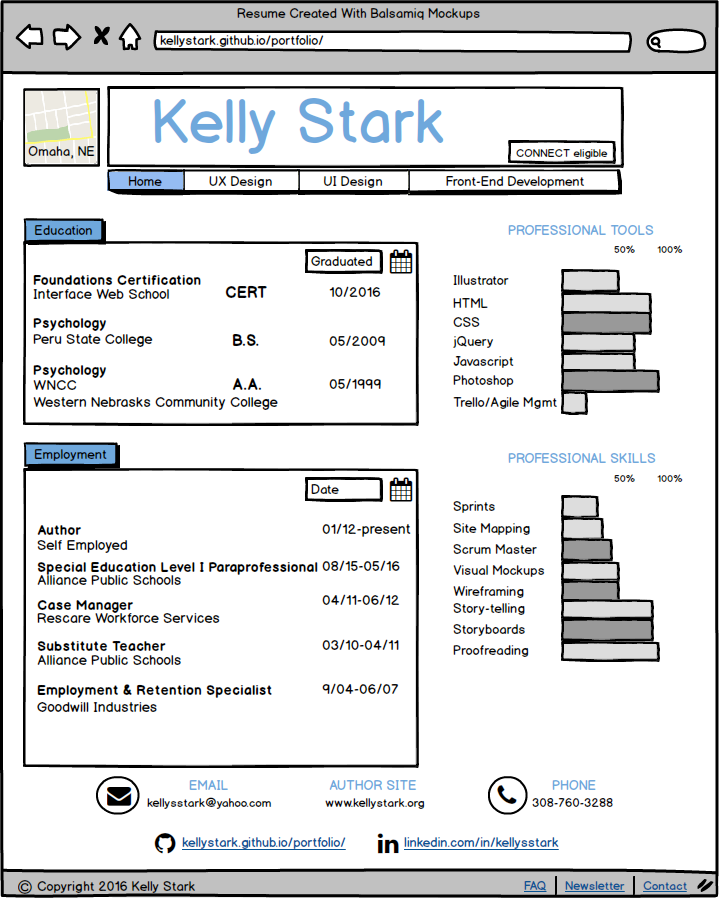 Resume Created With Balsamiq Mockups
kellystark.github.io/portfolio/
Omaha, NE
Kelly Stark
CONNECT eligible
Home UX Design UI Design Front-End Development
Education
Graduated
Foundations Certification
Interface Web School CERT 10/2016
Psychology
Peru State College B.S. 05/2009
Psychology
WNCC A.A. 05/1999
Western Nebrasks Community College
PROFESSIONAL TOOLS
50% 100%
Illustrator
HTML
CSS
jQuery
Javascript
Photoshop
Trello/Agile Mgmt
Employment
Date
Author 01/12-present
Self Employed
Special Education Level I Paraprofessional 08/15-05/16
Alliance Public Schools
Case Manager 04/11-06/12
Rescare Workforce Services
Substitute Teacher 03/10-04/11
Alliance Public Schools
Employment & Retention Specialist 9/04-06/07
Goodwill Industries
PROFESSIONAL SKILLS
50% 100%
Sprints
Site Mapping
Scrum Master
Visual Mockups
Wireframing
Story-telling
Storyboards
Proofreading
EMAIL
kellysstark@yahoo.com
AUTHOR SITE
www.kellystark.org
PHONE
308-760-3288
kellystark.github.io/portfolio/
linkedin.com/in/kellysstark
© Copyright 2016 Kelly Stark
FAQ Newsletter Contact